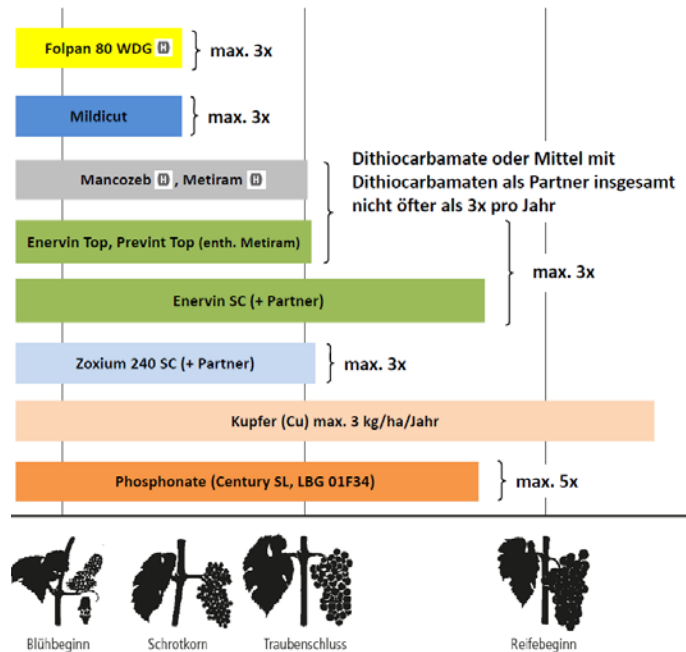 Folpan 80 WDG H
max. 3x
Mildicut
max. 3x
Mancozeb H , Metiram H
Dithiocarbamate oder Mittel mit
Dithiocarbamaten als Partner insgesamt
nicht öfter als 3x pro Jahr
Enervin Top, Prevint Top (enth. Metiram)
max. 3x
Enervin SC (+ Partner)
Zoxium 240 SC (+ Partner)
max. 3x
Kupfer (Cu) max. 3 kg/ha/Jahr
Phosphonate (Century SL, LBG 01F34)
max. 5x
Blühbeginn
Schrotkorn
Traubenschluss
Reifebeginn